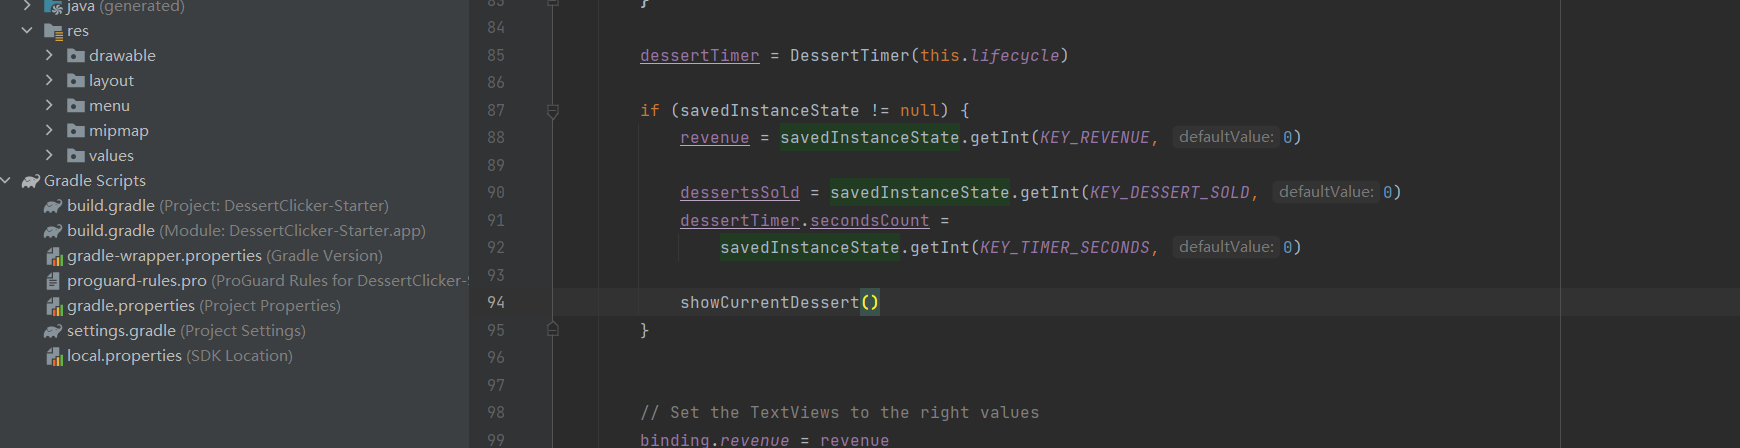 java (generated)
res
drawable
layout
menu
mipmap
values
Gradle Scripts
build.gradle (Project: DessertClicker-Starter)
build.gradle (Module: DessertClicker-Starter.app)
gradle-wrapper.properties (Gradle Version)
proguard-rules.pro (ProGuard Rules for DessertClicker-
gradle.properties (Project Properties)
settings.gradle (Project Settings)
local.properties (SDK Location)
83 }
84
85 dessertTimer = DessertTimer(this.lifecycle)
86
87 if (savedInstanceState != null) {
88 revenue = savedInstanceState.getInt(KEY_REVENUE, defaultValue: 0)
89
90 dessertsSold = savedInstanceState.getInt(KEY_DESSERT_SOLD, defaultValue: 0)
91 dessertTimer.secondsCount =
92 savedInstanceState.getInt(KEY_TIMER_SECONDS, defaultValue: 0)
93
94 showCurrentDessert()
95 }
96
97
98 // Set the TextViews to the right values
99 binding.revenue = revenue